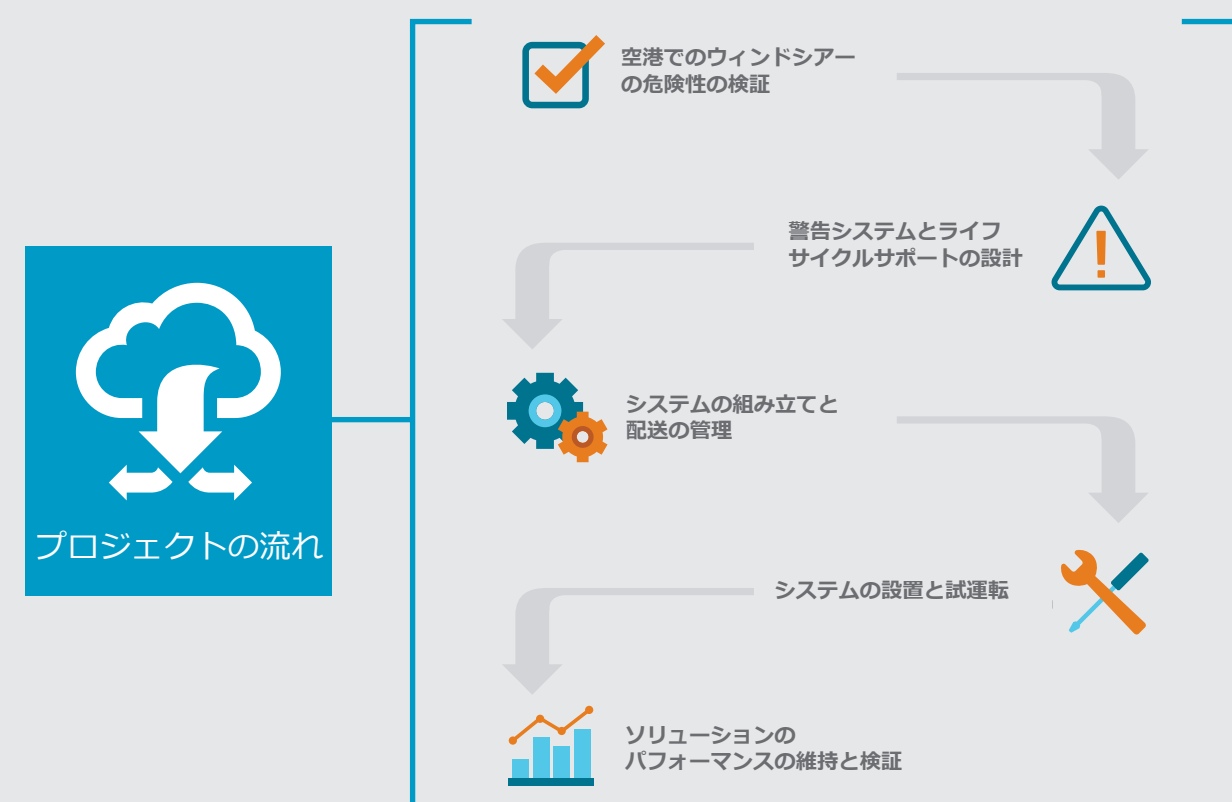 プロジェクトの流れ
空港でのウィンドシアー
の危険性の検証
警告システムとライフ
サイクルサポートの設計
システムの組み立てと
配送の管理
システムの設置と試運転
ソリューションの
パフォーマンスの維持と検証